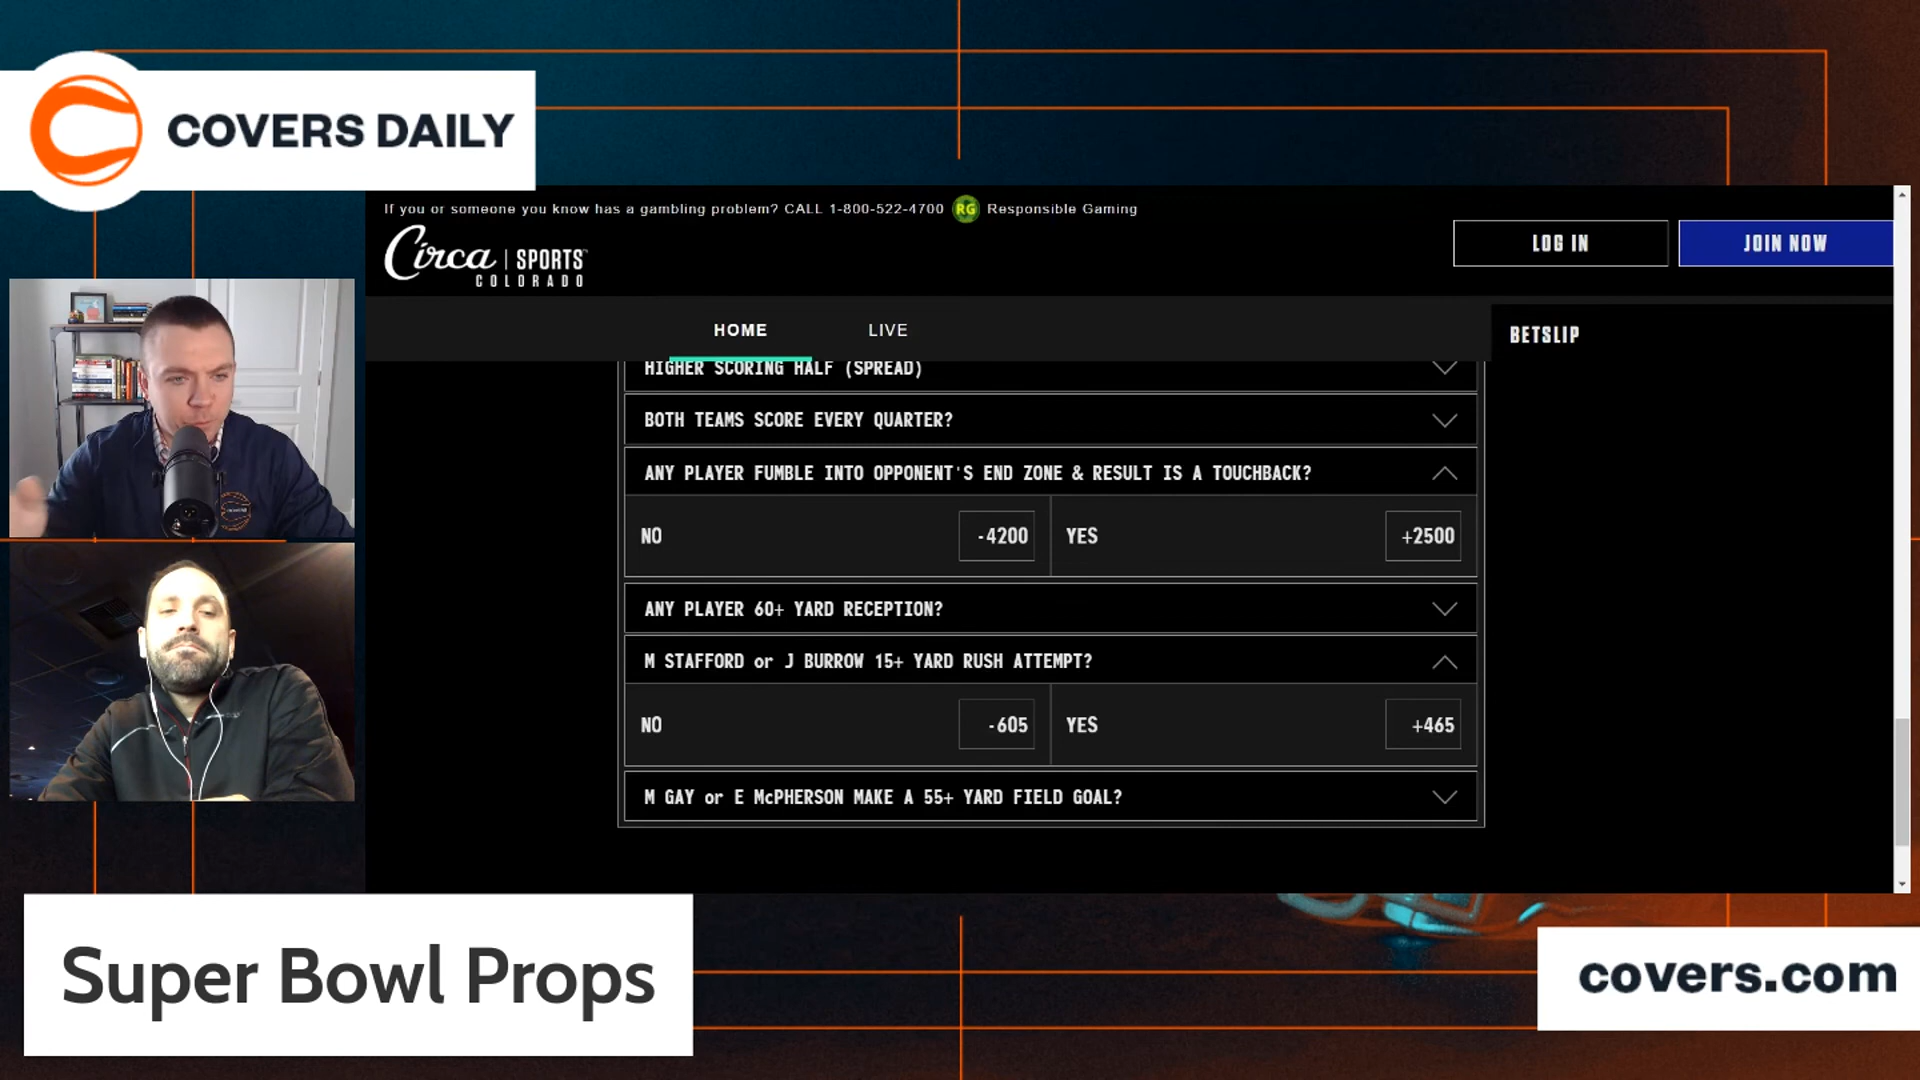 COVERS DAILY
If you or someone you know has a gambling problem? CALL 1-800-522-4700 RG Responsible Gaming
Circa | SPORTS
COLORADO
LOG IN
JOIN NOW
HOME
LIVE
BETSLIP
HIGHER SCORING HALF (SPREAD)
BOTH TEAMS SCORE EVERY QUARTER?
ANY PLAYER FUMBLE INTO OPPONENT'S END ZONE & RESULT IS A TOUCHBACK?
NO -4200 YES +2500
ANY PLAYER 60+ YARD RECEPTION?
M STAFFORD or J BURROW 15+ YARD RUSH ATTEMPT?
NO -605 YES +465
M GAY or E McPHERSON MAKE A 55+ YARD FIELD GOAL?
Super Bowl Props
covers.com